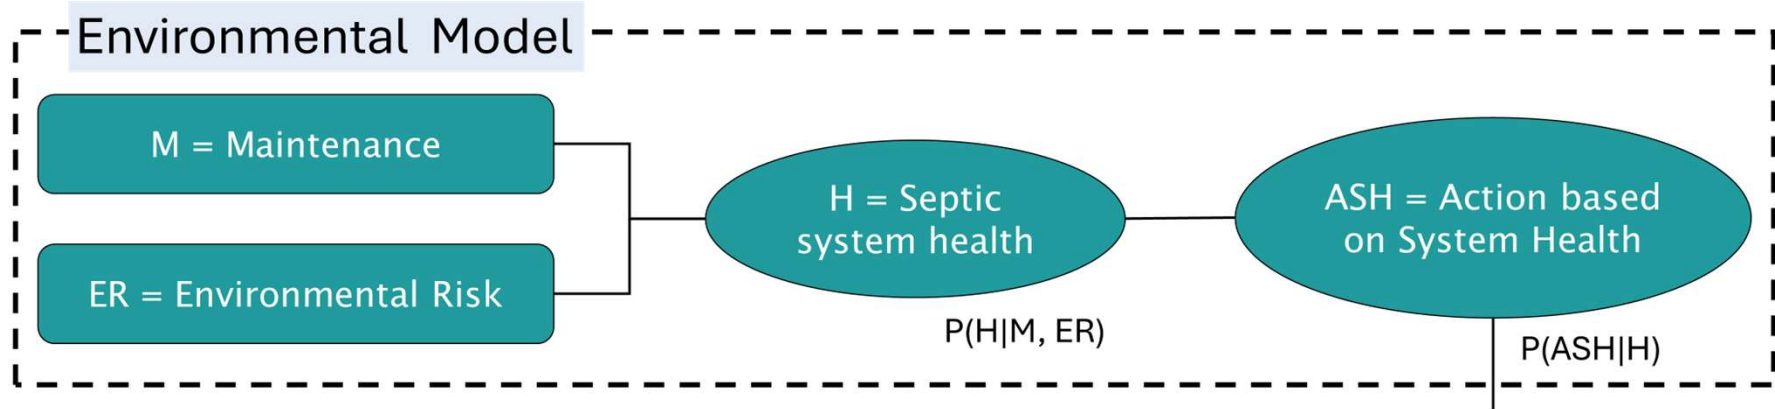 Environmental Model
M = Maintenance
ER = Environmental Risk
H = Septic
system health
P(H|M, ER)
ASH = Action based
on System Health
P(ASH|H)